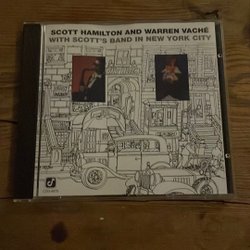 SCOTT HAMILTON AND WARREN VACHÉ
WITH SCOTT'S BAND IN NEW YORK CITY